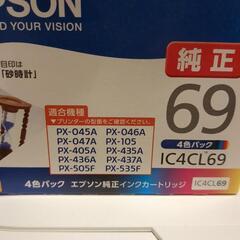 EPSON
D YOUR VISION
目印は
「砂時計」
純正
69
4色パック
IC4CL69
適合機種
▼プリンターの型番をご確認ください
PX-045A PX-046A
PX-047A PX-105
PX-405A PX-435A
PX-436A PX-437A
PX-505F PX-535F
4色パック エプソン純正インクカートリッジ IC4CL69